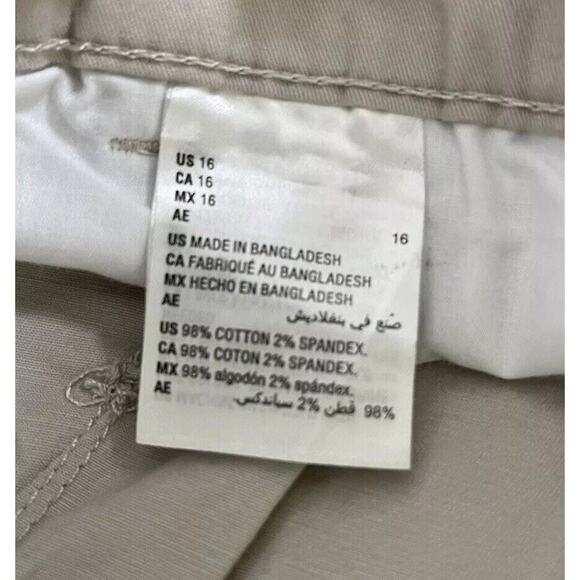 US 16
CA 16
MX 16
AE 16
US MADE IN BANGLADESH
CA FABRIQUÉ AU BANGLADESH
MX HECHO EN BANGLADESH
AE صُنع في بنغلاديش
US 98% COTTON 2% SPANDEX.
CA 98% COTON 2% SPANDEX.
MX 98% algodón 2% spándex.
AE 98% قطن 2% سباندكس.